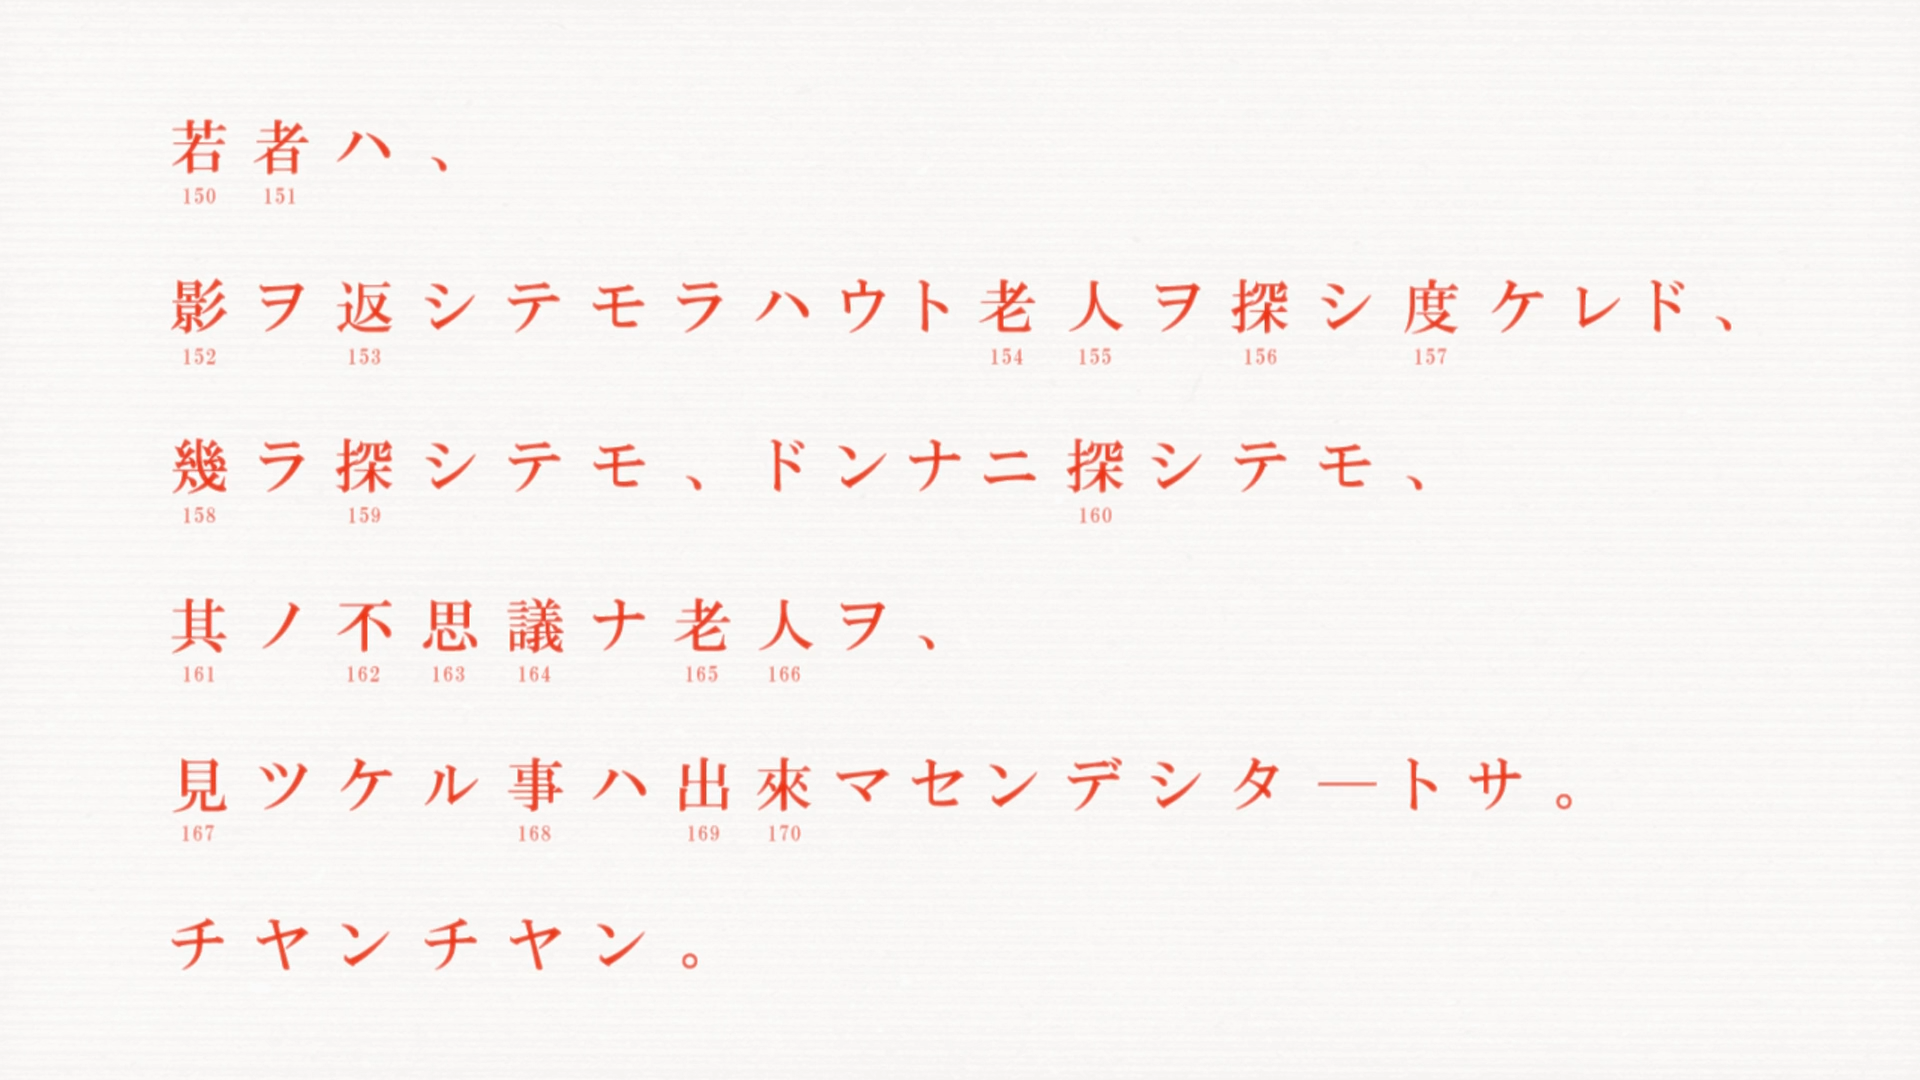 若者ハ、
150 151
影ヲ返シテモラハウト老人ヲ探シ度ケレド、
152 153 154 155 156 157
幾ラ探シテモ、ドンナニ探シテモ、
158 159 160
其ノ不思議ナ老人ヲ、
161 162 163 164 165 166
見ツケル事ハ出來マセンデシタ—トサ。
167 168 169 170
チヤンチヤン。